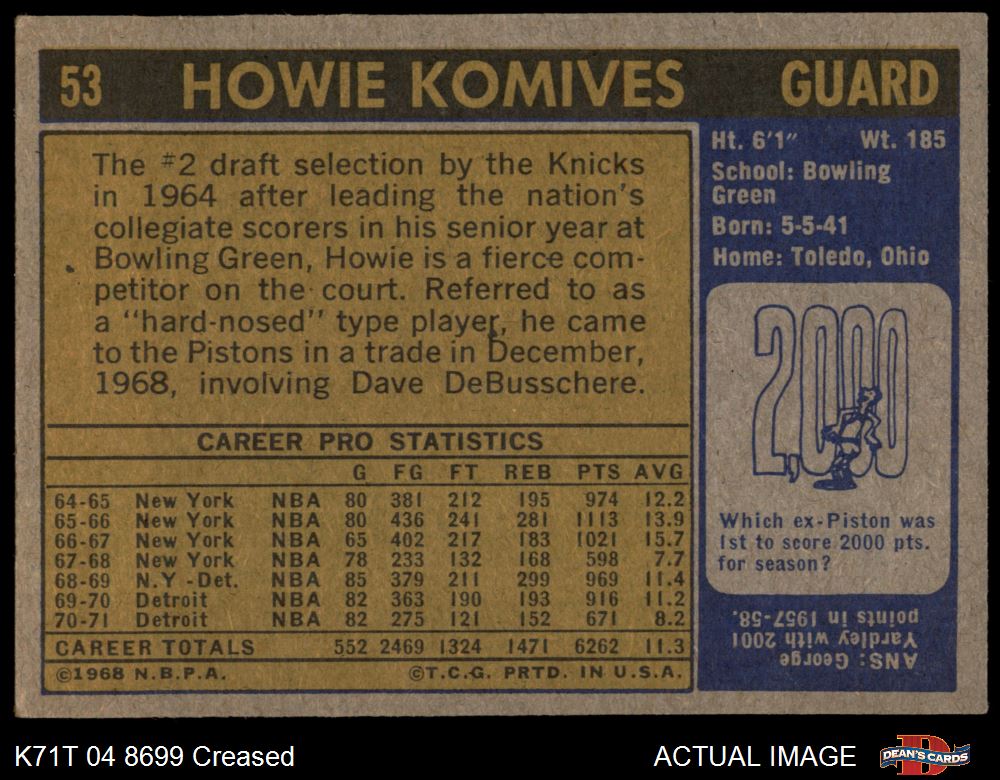 53 HOWIE KOMIVES GUARD
The #2 draft selection by the Knicks
in 1964 after leading the nation's
collegiate scorers in his senior year at
Bowling Green, Howie is a fierce com-
petitor on the court. Referred to as
a "hard-nosed" type player, he came
to the Pistons in a trade in December,
1968, involving Dave DeBusschere.
Ht. 6'1" Wt. 185
School: Bowling
Green
Born: 5-5-41
Home: Toledo, Ohio
2,000
Which ex-Piston was
1st to score 2000 pts.
for season?
ANS: George
Yardley with 2001
points in 1957-58.
CAREER PRO STATISTICS
G FG FT REB PTS AVG
64-65 New York NBA 80 381 212 195 974 12.2
65-66 New York NBA 80 436 241 281 1113 13.9
66-67 New York NBA 65 402 217 183 1021 15.7
67-68 New York NBA 78 233 132 168 598 7.7
68-69 N.Y.-Det. NBA 85 379 211 299 969 11.4
69-70 Detroit NBA 82 363 190 193 916 11.2
70-71 Detroit NBA 82 275 121 152 671 8.2
CAREER TOTALS 552 2469 1324 1471 6262 11.3
©1968 N.B.P.A. ©T.C.G. PRTD. IN U.S.A.
K71T 04 8699 Creased ACTUAL IMAGE DEAN'S CARDS